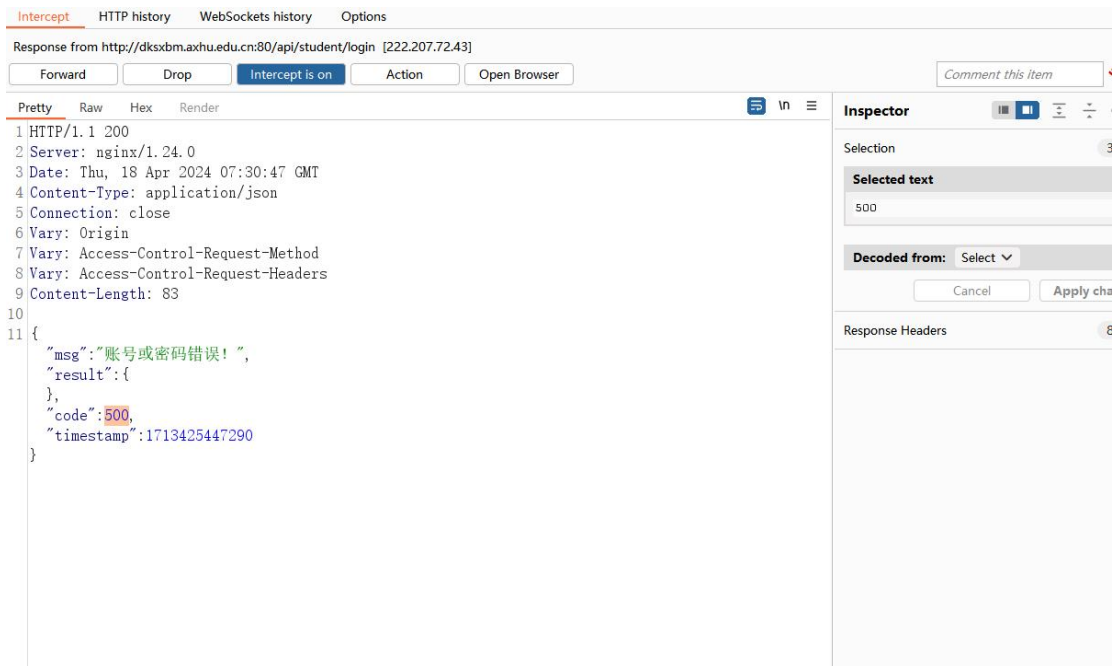 Intercept HTTP history WebSockets history Options
Response from http://dksxbm.axhu.edu.cn:80/api/student/login [222.207.72.43]
Forward Drop Intercept is on Action Open Browser Comment this item
Pretty Raw Hex Render \n
Inspector
1 HTTP/1.1 200
2 Server: nginx/1.24.0
3 Date: Thu, 18 Apr 2024 07:30:47 GMT
4 Content-Type: application/json
5 Connection: close
6 Vary: Origin
7 Vary: Access-Control-Request-Method
8 Vary: Access-Control-Request-Headers
9 Content-Length: 83
10
11 {
"msg":"账号或密码错误!",
"result":{
},
"code":500,
"timestamp":1713425447290
}
Selection 3
Selected text
500
Decoded from: Select
Cancel Apply cha
Response Headers 8